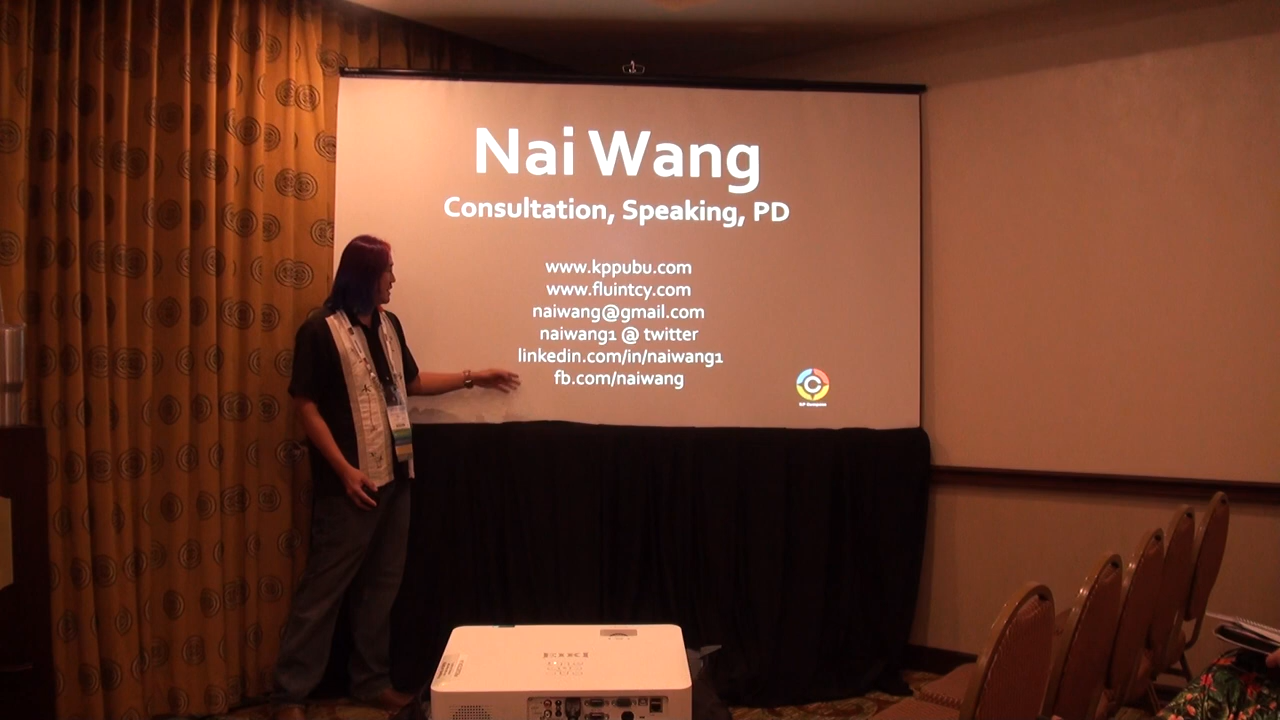 Nai Wang
Consultation, Speaking, PD
www.kppubu.com
www.fluintcy.com
naiwang@gmail.com
naiwang1 @ twitter
linkedin.com/in/naiwang1
fb.com/naiwang
C